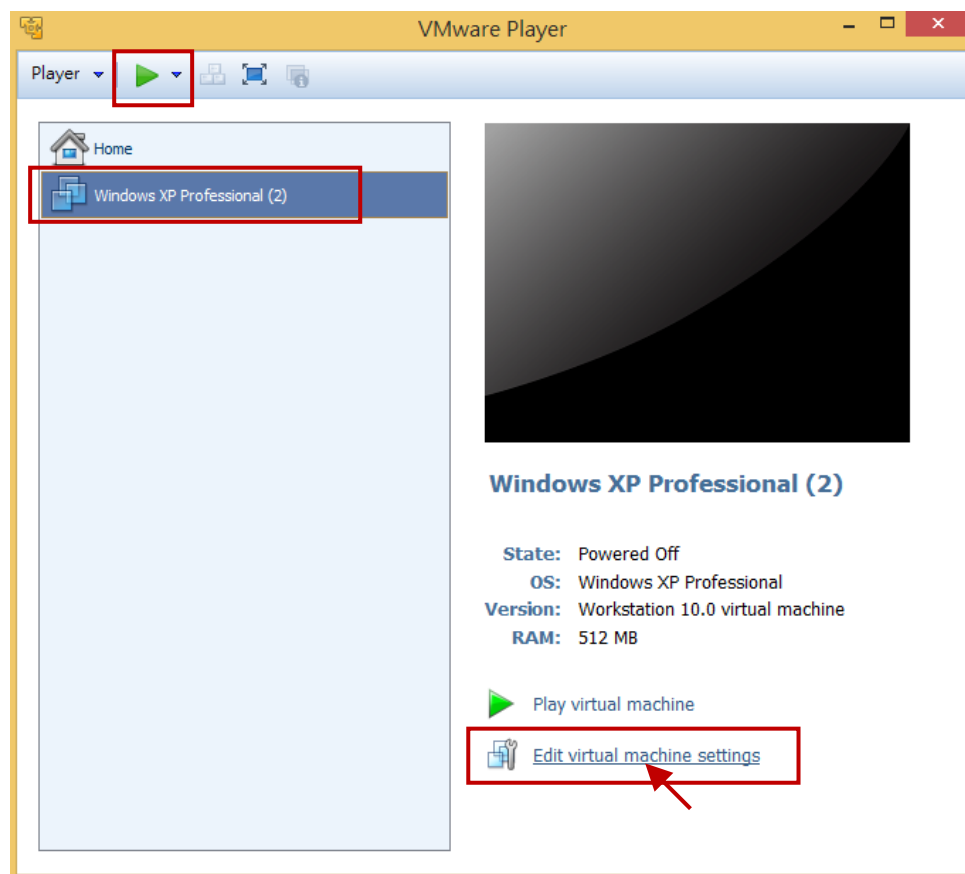 VMware Player
Player
Home
Windows XP Professional (2)
Windows XP Professional (2)
State: Powered Off
OS: Windows XP Professional
Version: Workstation 10.0 virtual machine
RAM: 512 MB
Play virtual machine
Edit virtual machine settings